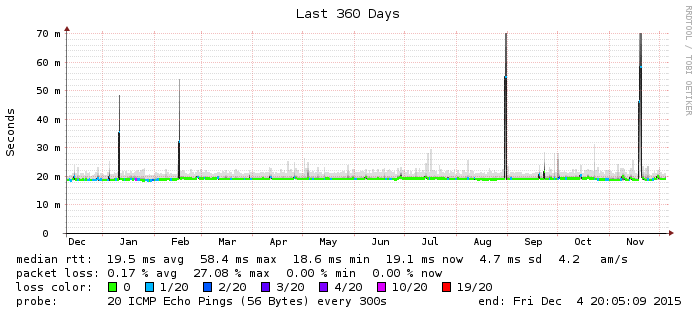 Last 360 Days
RRDTOOL / TOBI OETIKER
Seconds
70 m
60 m
50 m
40 m
30 m
20 m
10 m
0
Dec Jan Feb Mar Apr May Jun Jul Aug Sep Oct Nov
median rtt: 19.5 ms avg 58.4 ms max 18.6 ms min 19.1 ms now 4.7 ms sd 4.2 am/s
packet loss: 0.17 % avg 27.08 % max 0.00 % min 0.00 % now
loss color: 0 1/20 2/20 3/20 4/20 10/20 19/20
probe: 20 ICMP Echo Pings (56 Bytes) every 300s end: Fri Dec 4 20:05:09 2015